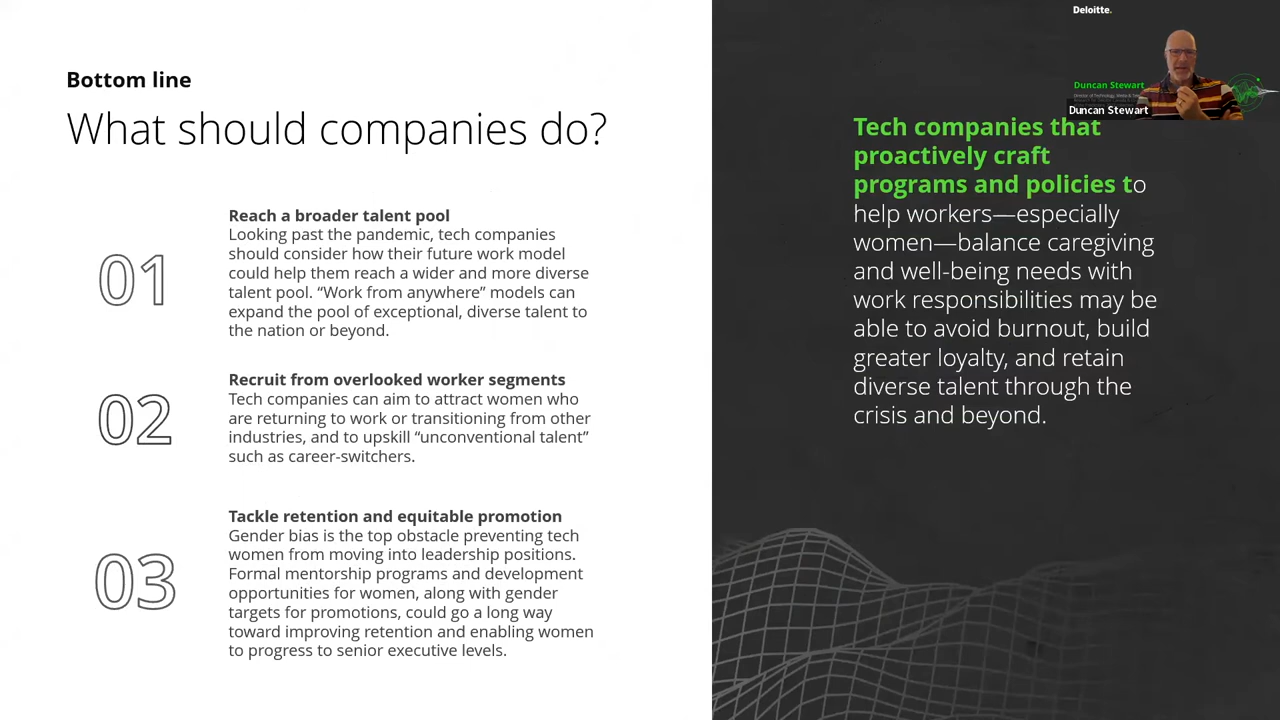 Bottom line
What should companies do?
01
Reach a broader talent pool
Looking past the pandemic, tech companies
should consider how their future work model
could help them reach a wider and more diverse
talent pool. “Work from anywhere” models can
expand the pool of exceptional, diverse talent to
the nation or beyond.
02
Recruit from overlooked worker segments
Tech companies can aim to attract women who
are returning to work or transitioning from other
industries, and to upskill “unconventional talent”
such as career-switchers.
03
Tackle retention and equitable promotion
Gender bias is the top obstacle preventing tech
women from moving into leadership positions.
Formal mentorship programs and development
opportunities for women, along with gender
targets for promotions, could go a long way
toward improving retention and enabling women
to progress to senior executive levels.
Deloitte.
Duncan Stewart
Duncan Stewart
Tech companies that
proactively craft
programs and policies to
help workers—especially
women—balance caregiving
and well-being needs with
work responsibilities may be
able to avoid burnout, build
greater loyalty, and retain
diverse talent through the
crisis and beyond.